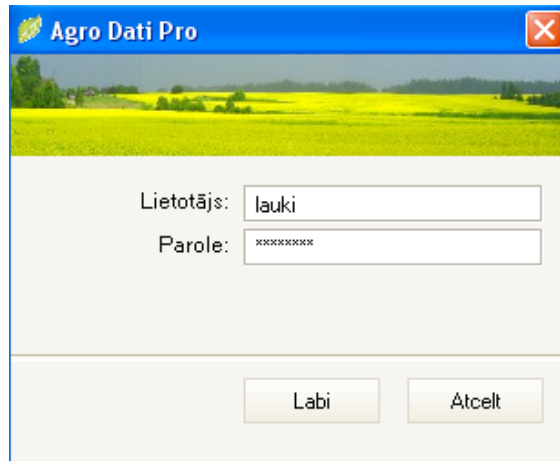 Agro Dati Pro
Lietotājs: lauki
Parole: ********
Labi Atcelt